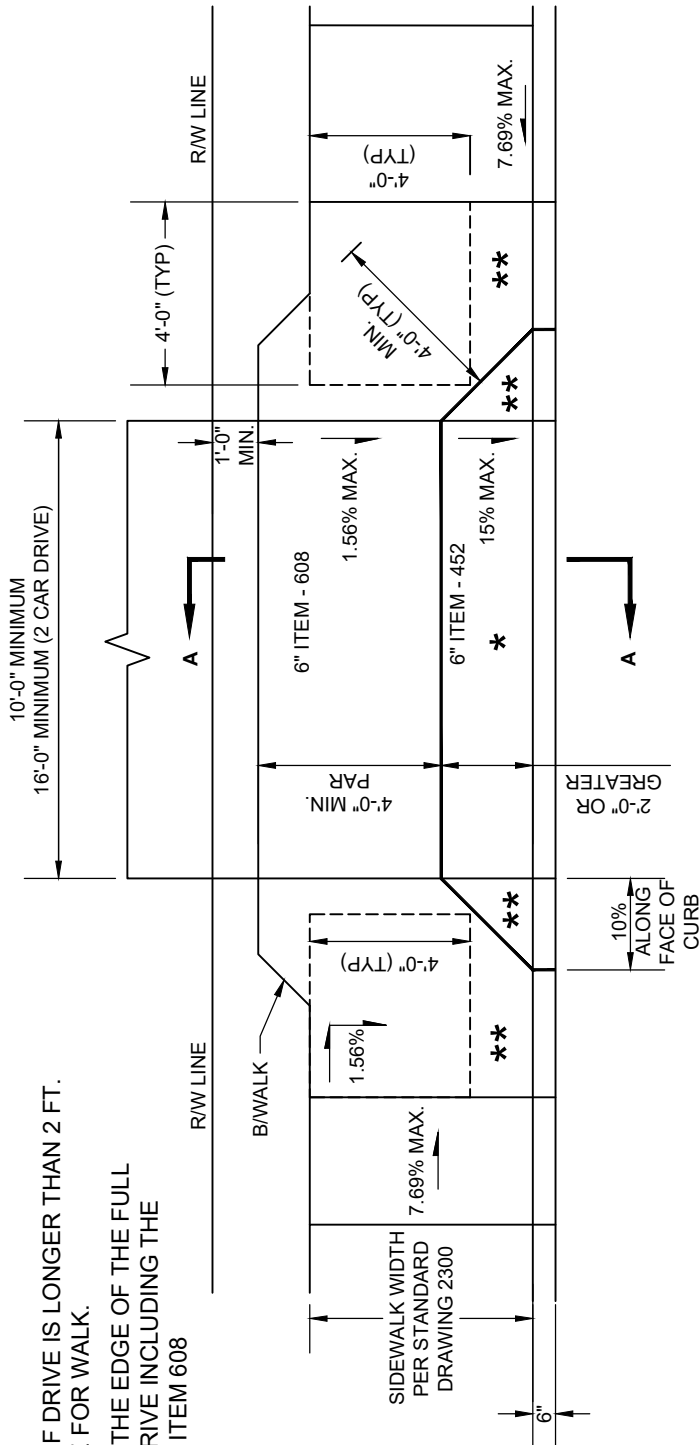 F DRIVE IS LONGER THAN 2 FT.
FOR WALK.
THE EDGE OF THE FULL
RIVE INCLUDING THE
ITEM 608
10'-0" MINIMUM
16'-0" MINIMUM (2 CAR DRIVE)
4'-0" (TYP)
R/W LINE
R/W LINE
1'-0"
MIN.
B/WALK
A
1.56% MAX.
6" ITEM - 608
4'-0" MIN.
PAR
4'-0" (TYP)
1.56%
4'-0"
(TYP)
MIN.
4'-0" (TYP)
7.69% MAX.
7.69% MAX.
SIDEWALK WIDTH
PER STANDARD
DRAWING 2300
6" ITEM - 452
15% MAX.
*
**
**
**
**
2'-0" OR
GREATER
10%
ALONG
FACE OF
CURB
A
6"